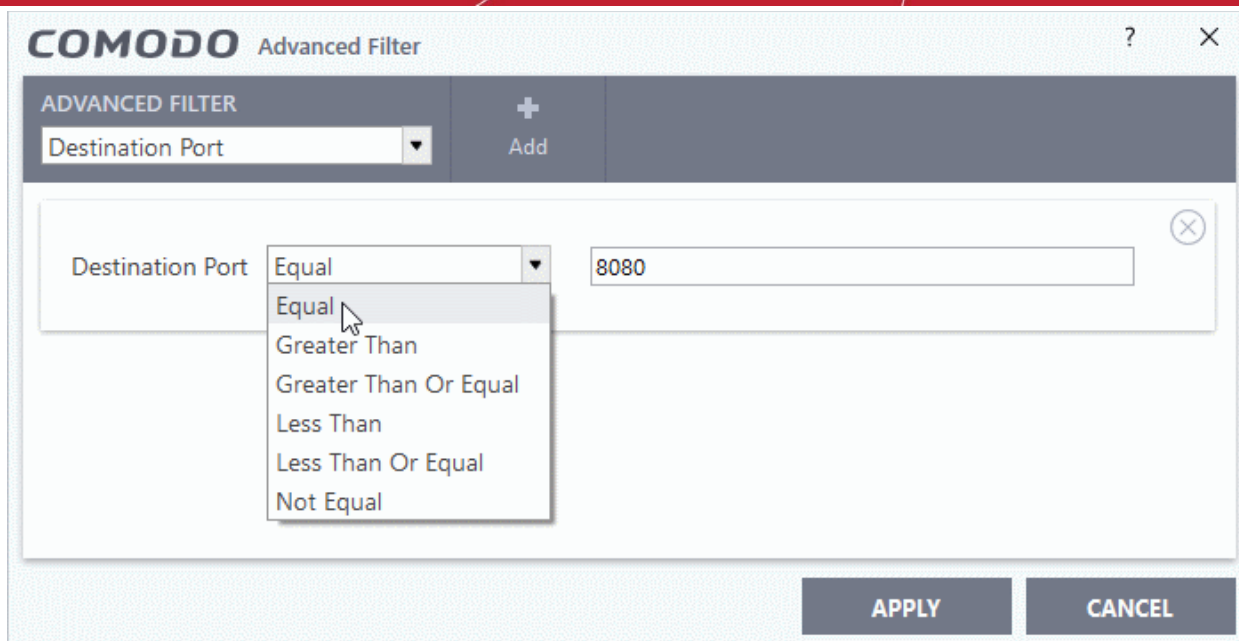 COMODO Advanced Filter ?
ADVANCED FILTER
Destination Port
Add
Destination Port Equal 8080
Equal
Greater Than
Greater Than Or Equal
Less Than
Less Than Or Equal
Not Equal
APPLY CANCEL